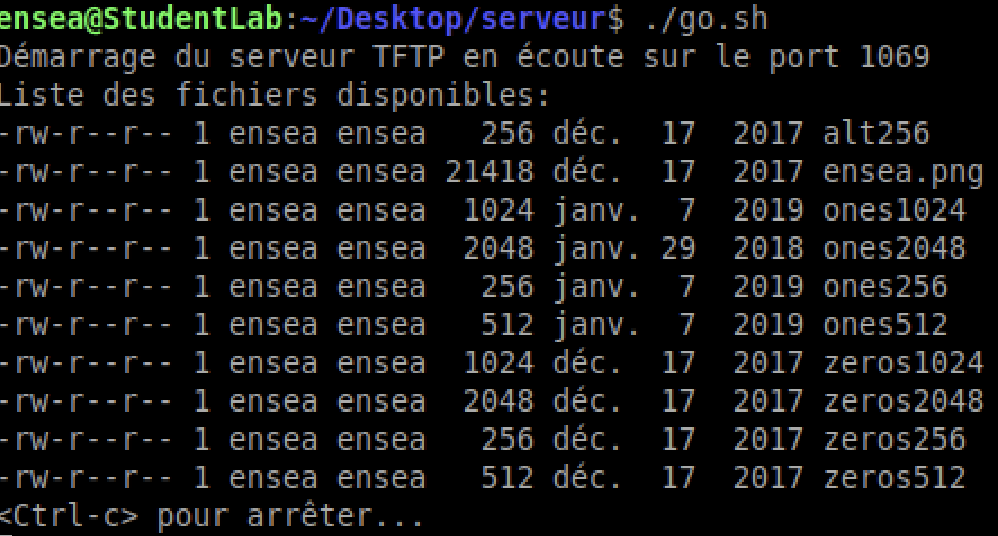 ensea@StudentLab:~/Desktop/serveur$ ./go.sh
Démarrage du serveur TFTP en écoute sur le port 1069
Liste des fichiers disponibles:
-rw-r--r-- 1 ensea ensea   256 déc.  17  2017 alt256
-rw-r--r-- 1 ensea ensea 21418 déc.  17  2017 ensea.png
-rw-r--r-- 1 ensea ensea  1024 janv.  7  2019 ones1024
-rw-r--r-- 1 ensea ensea  2048 janv. 29  2018 ones2048
-rw-r--r-- 1 ensea ensea   256 janv.  7  2019 ones256
-rw-r--r-- 1 ensea ensea   512 janv.  7  2019 ones512
-rw-r--r-- 1 ensea ensea  1024 déc.  17  2017 zeros1024
-rw-r--r-- 1 ensea ensea  2048 déc.  17  2017 zeros2048
-rw-r--r-- 1 ensea ensea   256 déc.  17  2017 zeros256
-rw-r--r-- 1 ensea ensea   512 déc.  17  2017 zeros512
<Ctrl-c> pour arrêter...